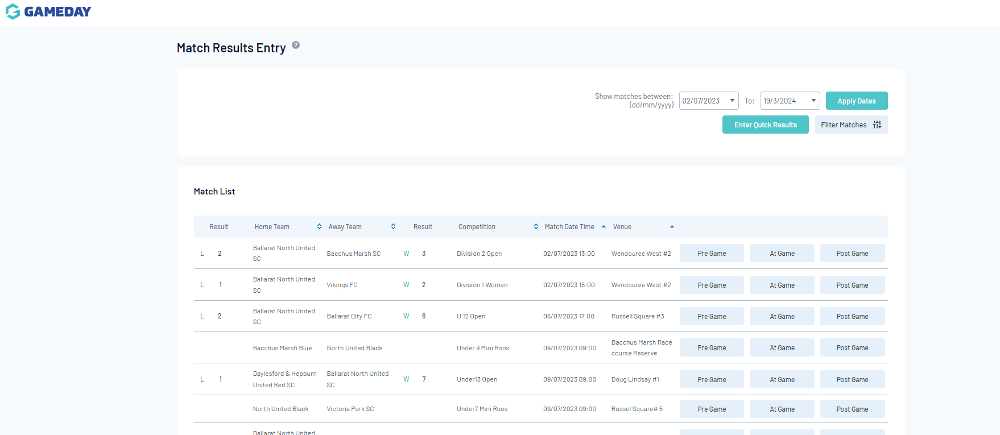 GAMEDAY
Match Results Entry ?
Show matches between:
(dd/mm/yyyy)
02/07/2023
To:
19/3/2024
Apply Dates
Enter Quick Results
Filter Matches
Match List
Result Home Team Away Team Result Competition Match Date Time Venue
L 2 Ballarat North United
SC
Bacchus Marsh SC W 3 Division 2 Open 02/07/2023 13:00 Wendouree West #2 Pre Game At Game Post Game
L 1 Ballarat North United
SC
Vikings FC W 2 Division 1 Women 02/07/2023 15:00 Wendouree West #2 Pre Game At Game Post Game
L 2 Ballarat North United
SC
Ballarat City FC W 6 U 12 Open 06/07/2023 17:00 Russell Square #3 Pre Game At Game Post Game
Bacchus Marsh Blue North United Black Under 9 Mini Roos 09/07/2023 09:00 Bacchus Marsh Race
course Reserve
Pre Game At Game Post Game
L 1 Daylesford & Hepburn
United Red SC
Ballarat North United
SC
W 7 Under13 Open 09/07/2023 09:00 Doug Lindsay #1 Pre Game At Game Post Game
North United Black Victoria Park SC Under7 Mini Roos 09/07/2023 09:00 Russel Square# 5 Pre Game At Game Post Game
Ballarat North United